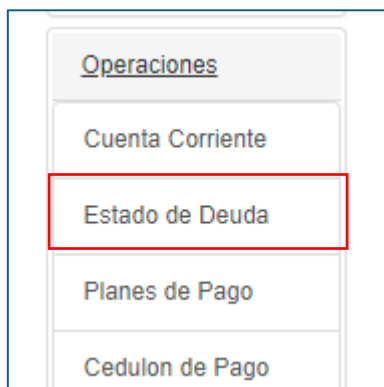 Operaciones
Cuenta Corriente
Estado de Deuda
Planes de Pago
Cedulon de Pago